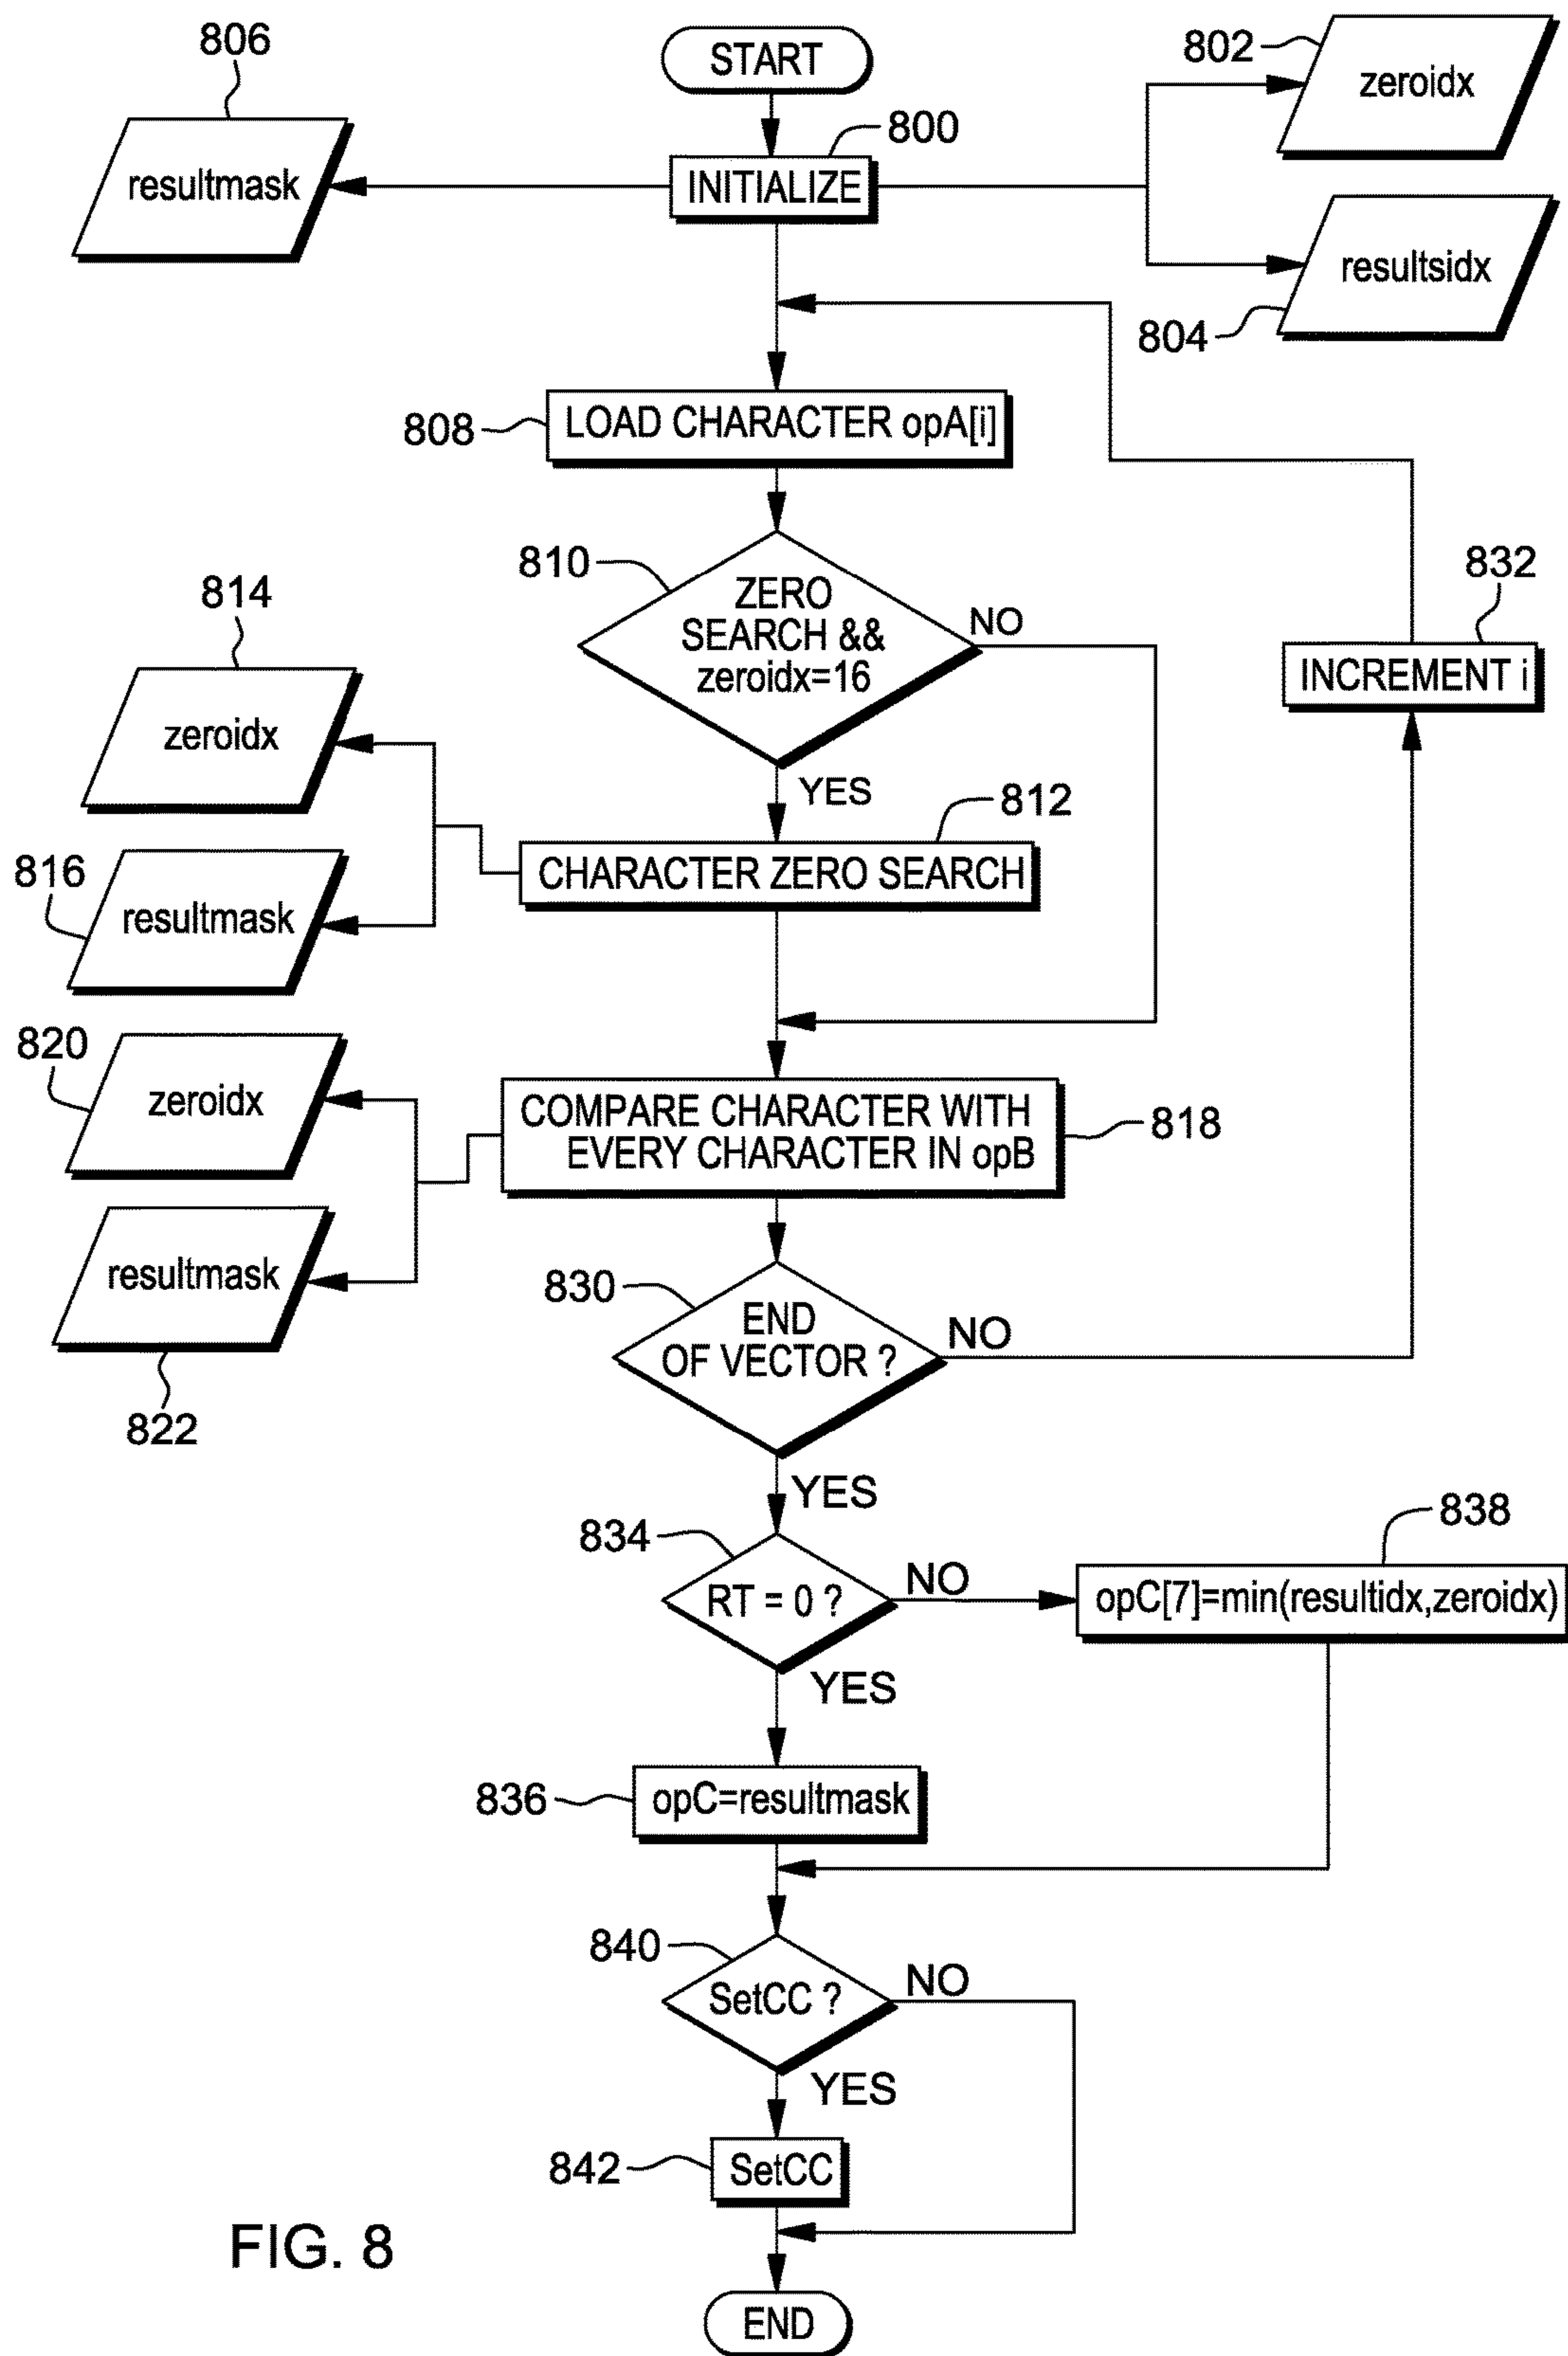 START
806
802
zeroidx
800
resultmask
INITIALIZE
resultsidx
804
808
LOAD CHARACTER opA[i]
810
ZERO
SEARCH &&
zeroidx=16
NO
832
INCREMENT i
814
zeroidx
YES
812
CHARACTER ZERO SEARCH
816
resultmask
820
zeroidx
COMPARE CHARACTER WITH
EVERY CHARACTER IN opB
818
resultmask
822
830
END
OF VECTOR ?
NO
YES
834
RT = 0 ?
NO
838
opC[7]=min(resultidx,zeroidx)
YES
836
opC=resultmask
840
SetCC ?
NO
YES
842
SetCC
FIG. 8
END